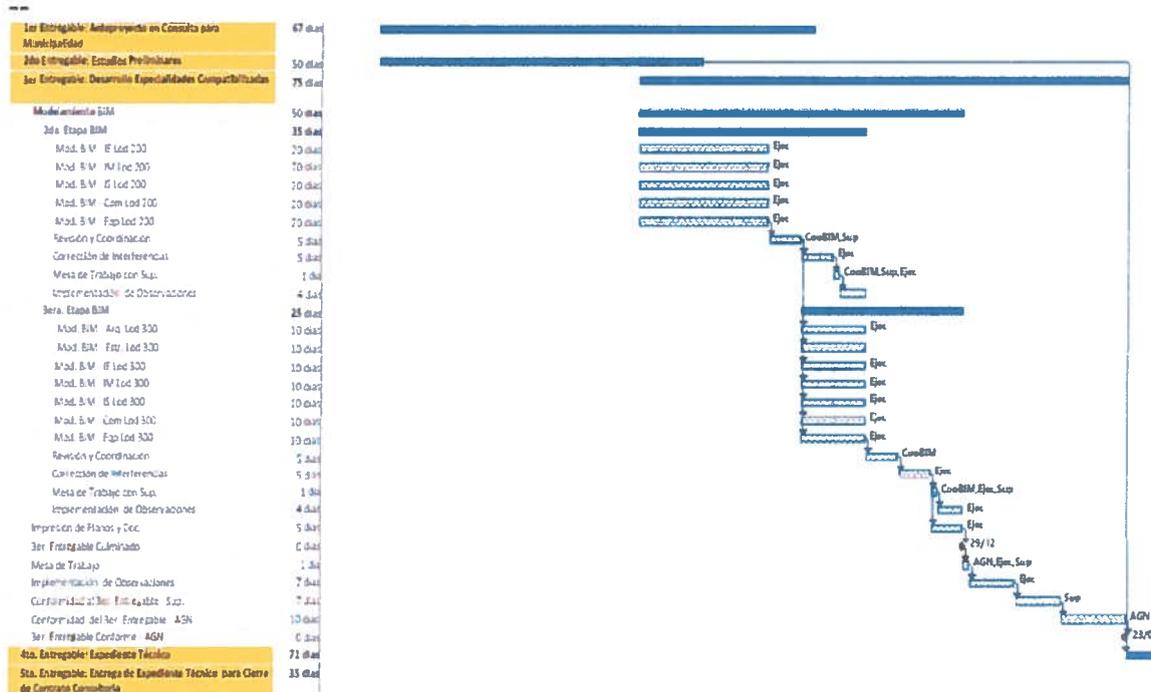 1er Entregable: Anteproyecto en Consulta para Municipalidad 67 días
2do Entregable: Estudios Preliminares 50 días
3er Entregable: Desarrollo Especialidades Compatibilizadas 75 días
Modelamiento BIM 50 días
2da. Etapa BIM 35 días
Mod. BIM - IE Lod 200 20 días Ejec
Mod. BIM - IM Lod 200 20 días Ejec
Mod. BIM - IS Lod 200 20 días Ejec
Mod. BIM - Com Lod 200 20 días Ejec
Mod. BIM - Eqp Lod 200 20 días Ejec
Revisión y Coordinación 5 días CooBIM,Sup
Corrección de Interferencias 5 días Ejec
Mesa de Trabajo con Sup. 1 día CooBIM,Sup,Ejec
Implementación de Observaciones 4 días
3era. Etapa BIM 25 días
Mod. BIM - Arq. Lod 300 10 días Ejec
Mod. BIM - Estr. Lod 300 10 días
Mod. BIM - IE Lod 300 10 días Ejec
Mod. BIM - IM Lod 300 10 días Ejec
Mod. BIM - IS Lod 300 10 días Ejec
Mod. BIM - Com Lod 300 10 días Ejec
Mod. BIM - Eqp Lod 300 10 días Ejec
Revisión y Coordinación 5 días CooBIM
Corrección de Interferencias 5 días Ejec
Mesa de Trabajo con Sup. 1 día CooBIM,Ejec,Sup
Implementación de Observaciones 4 días Ejec
Impresión de Planos y Doc. 5 días Ejec
3er Entregable Culminado 0 días 29/12
Mesa de Trabajo 1 día AGN,Ejec,Sup
Implementación de Observaciones 7 días Ejec
Conformidad al 3er Entregable - Sup. 7 días Sup
Conformidad del 3er Entregable - AGN 10 días AGN
3er Entregable Conforme - AGN 0 días 23/0
4to. Entregable: Expediente Técnico 71 días
5to. Entregable: Entrega de Expediente Técnico para Cierre de Contrato Consultoría 35 días